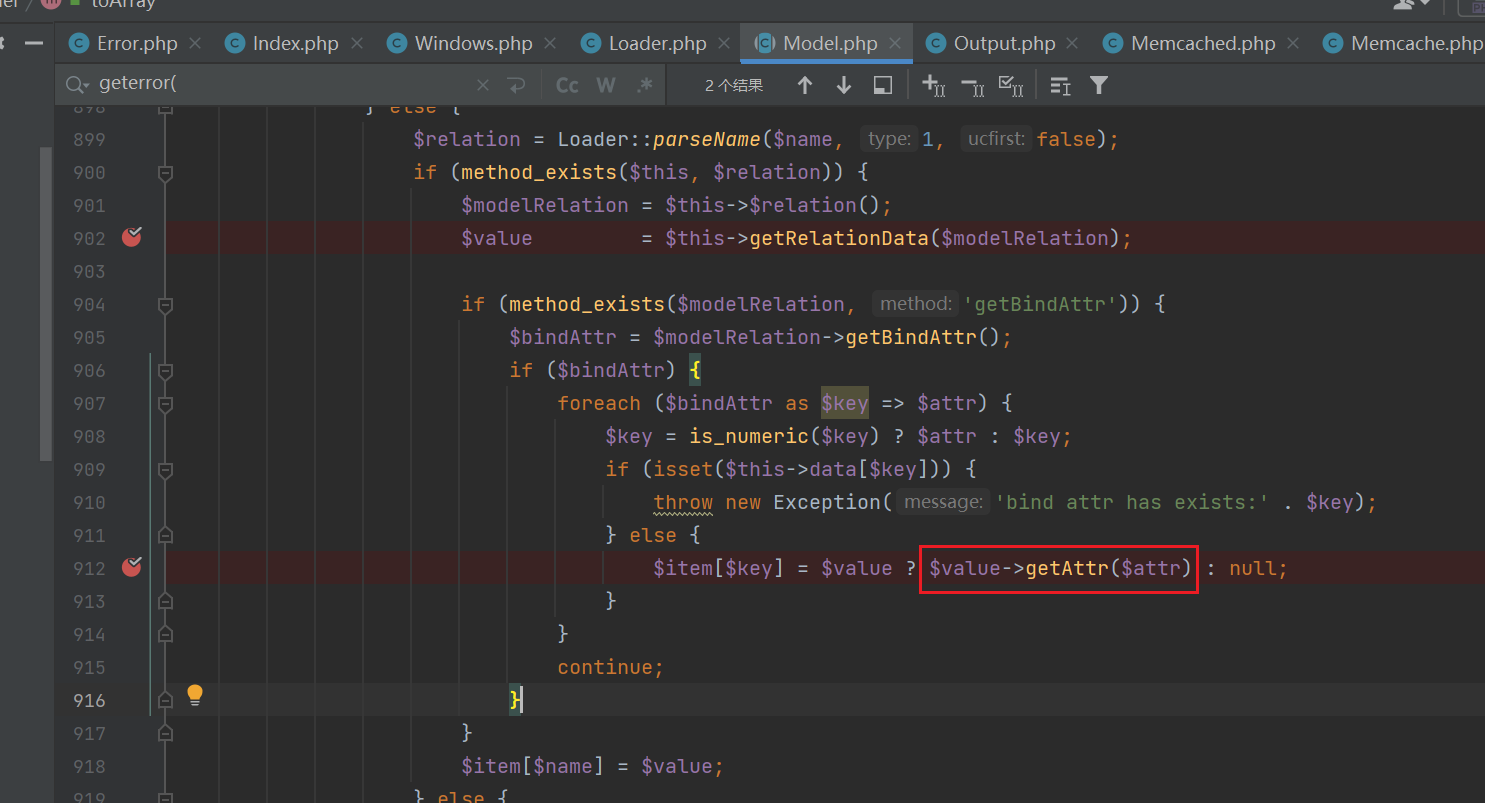 toArray
Error.php Index.php Windows.php Loader.php Model.php Output.php Memcached.php Memcache.php
geterror( Cc W .* 2 个结果
898 } else {
899 $relation = Loader::parseName($name, type: 1, ucfirst: false);
900 if (method_exists($this, $relation)) {
901 $modelRelation = $this->$relation();
902 $value = $this->getRelationData($modelRelation);
903
904 if (method_exists($modelRelation, method: 'getBindAttr')) {
905 $bindAttr = $modelRelation->getBindAttr();
906 if ($bindAttr) {
907 foreach ($bindAttr as $key => $attr) {
908 $key = is_numeric($key) ? $attr : $key;
909 if (isset($this->data[$key])) {
910 throw new Exception( message: 'bind attr has exists:' . $key);
911 } else {
912 $item[$key] = $value ? $value->getAttr($attr) : null;
913 }
914 }
915 continue;
916 }
917 }
918 $item[$name] = $value;
919 } else {